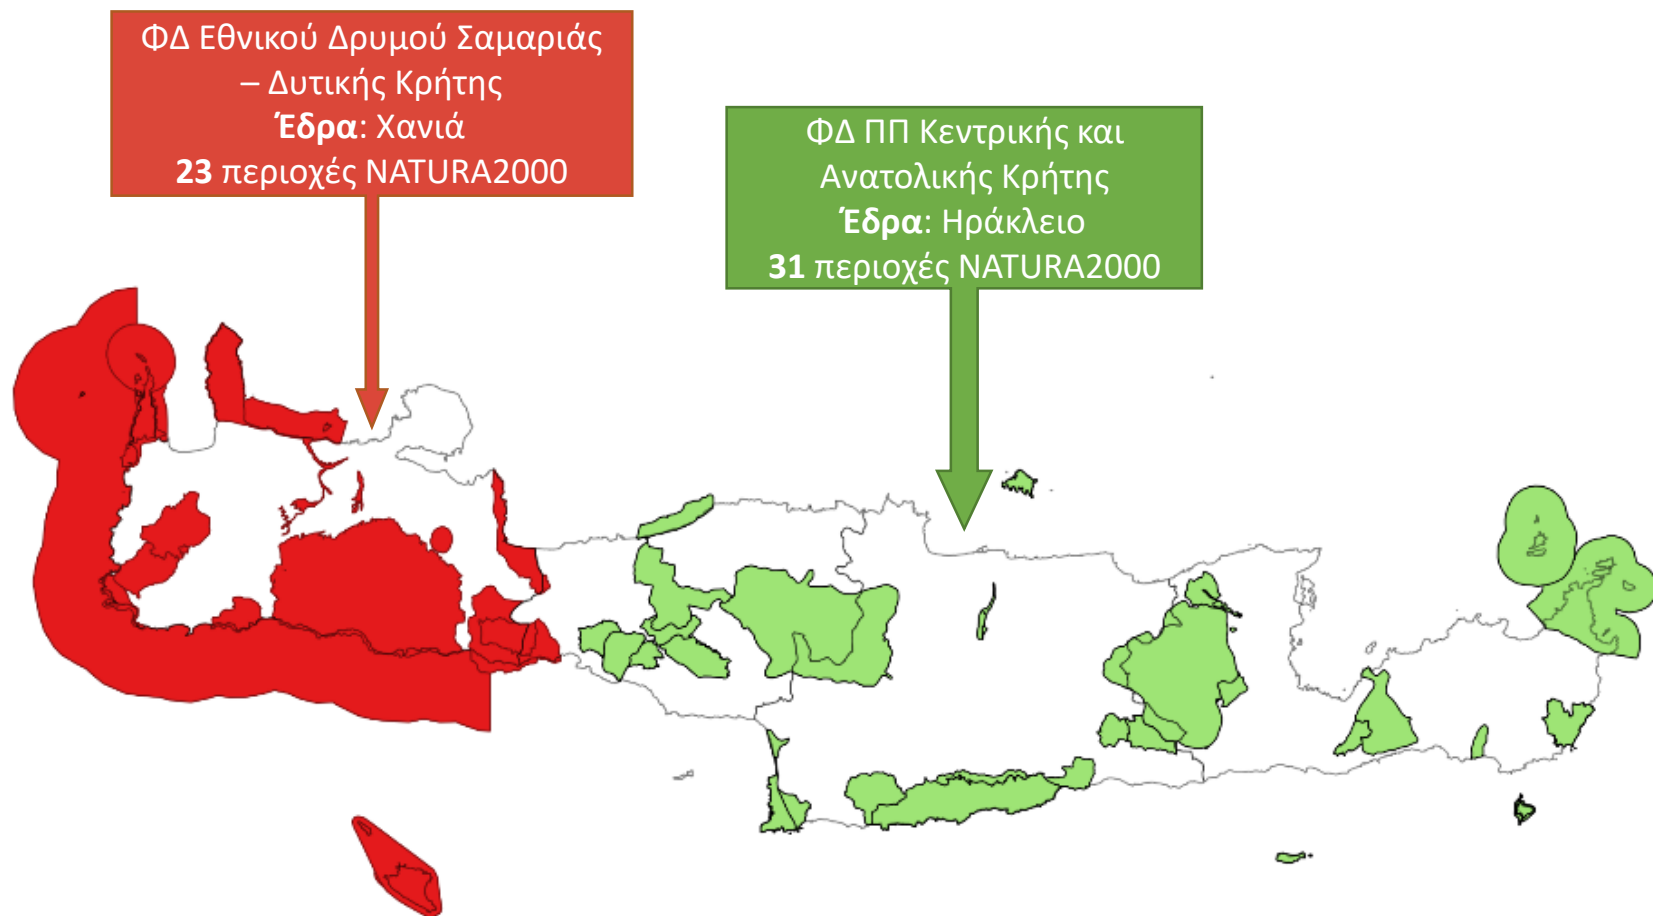 ΦΔ Εθνικού Δρυμού Σαμαριάς
– Δυτικής Κρήτης
Έδρα: Χανιά
23 περιοχές NATURA2000
ΦΔ ΠΠ Κεντρικής και
Ανατολικής Κρήτης
Έδρα: Ηράκλειο
31 περιοχές NATURA2000